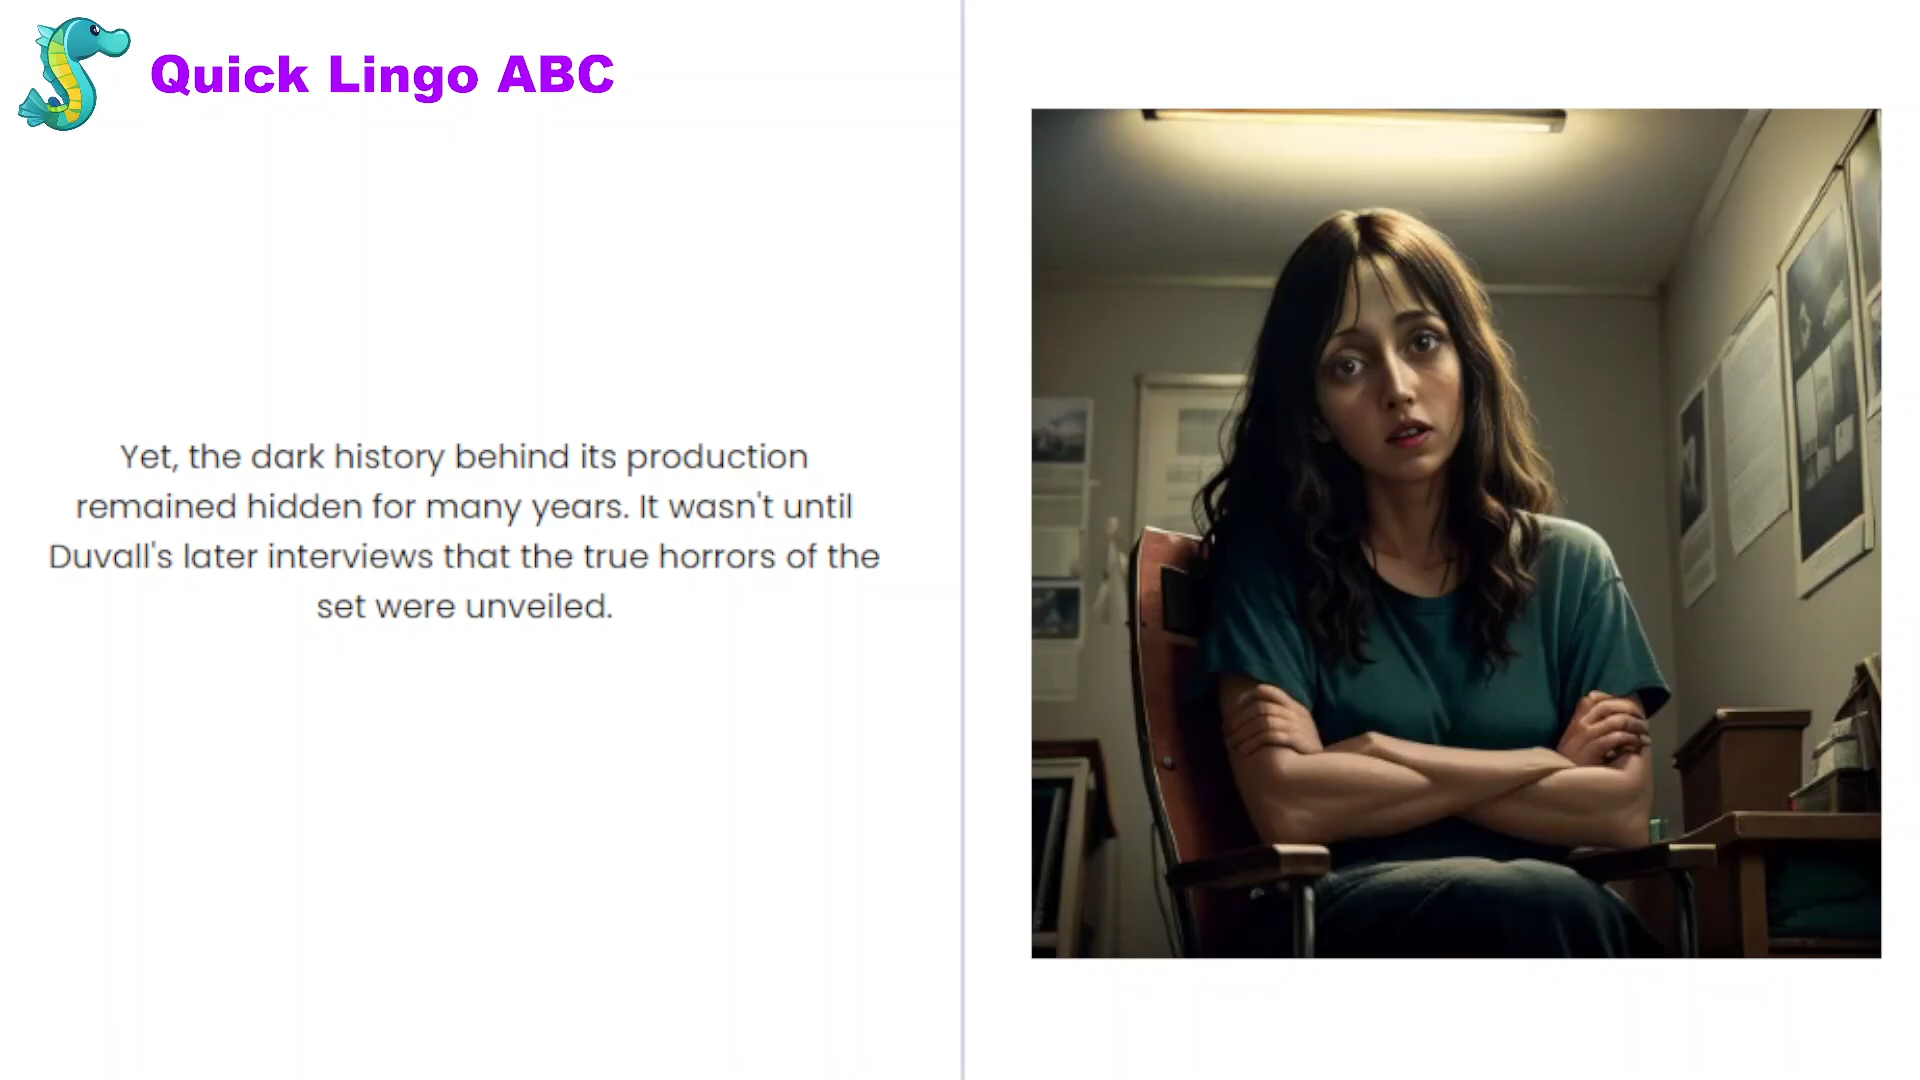 Quick Lingo ABC
Yet, the dark history behind its production
remained hidden for many years. It wasn't until
Duvall's later interviews that the true horrors of the
set were unveiled.